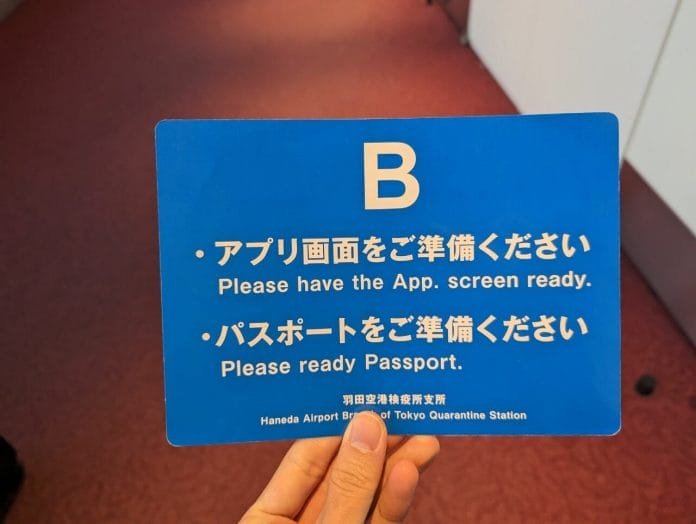 B
・アプリ画面をご準備ください
Please have the App. screen ready.
・パスポートをご準備ください
Please ready Passport.
羽田空港検疫所支所
Haneda Airport of Tokyo Quarantine Station